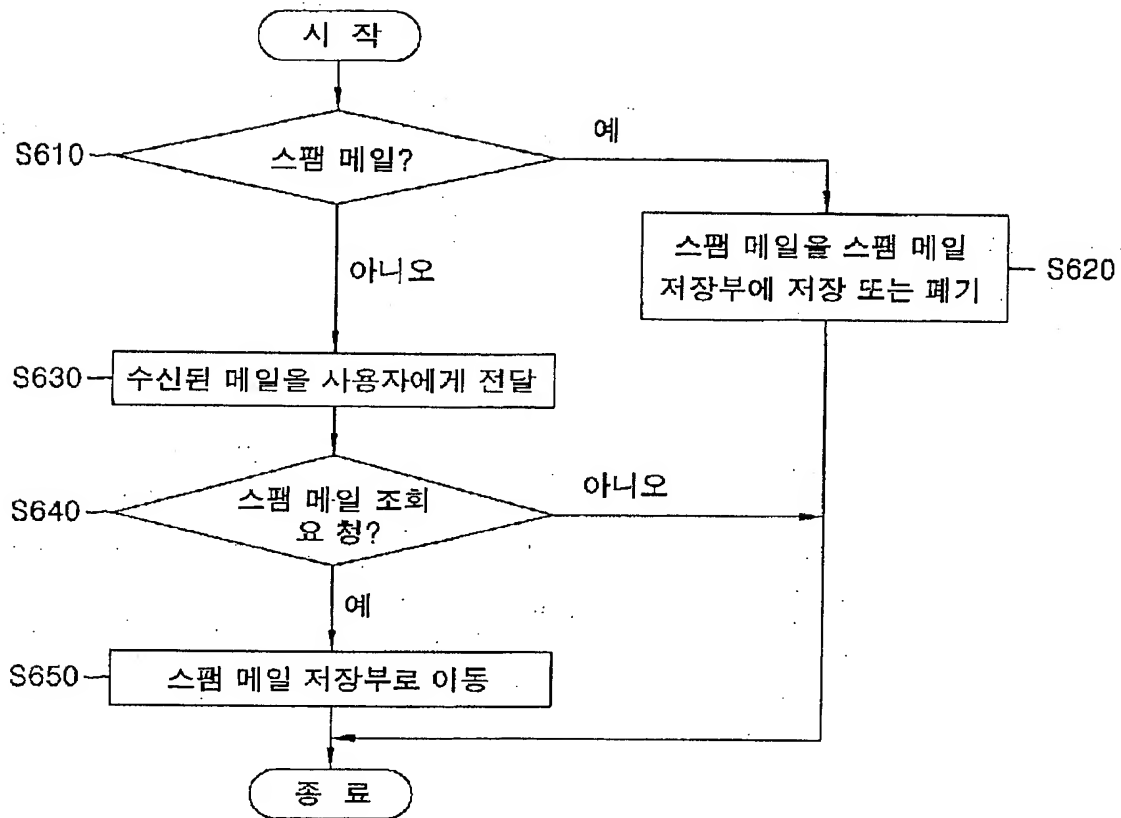 시 작
S610
스팸 메일?
예
아니오
스팸 메일을 스팸 메일
저장부에 저장 또는 폐기
S620
S630
수신된 메일을 사용자에게 전달
S640
스팸 메일 조회
요 청?
아니오
예
S650
스팸 메일 저장부로 이동
종 료